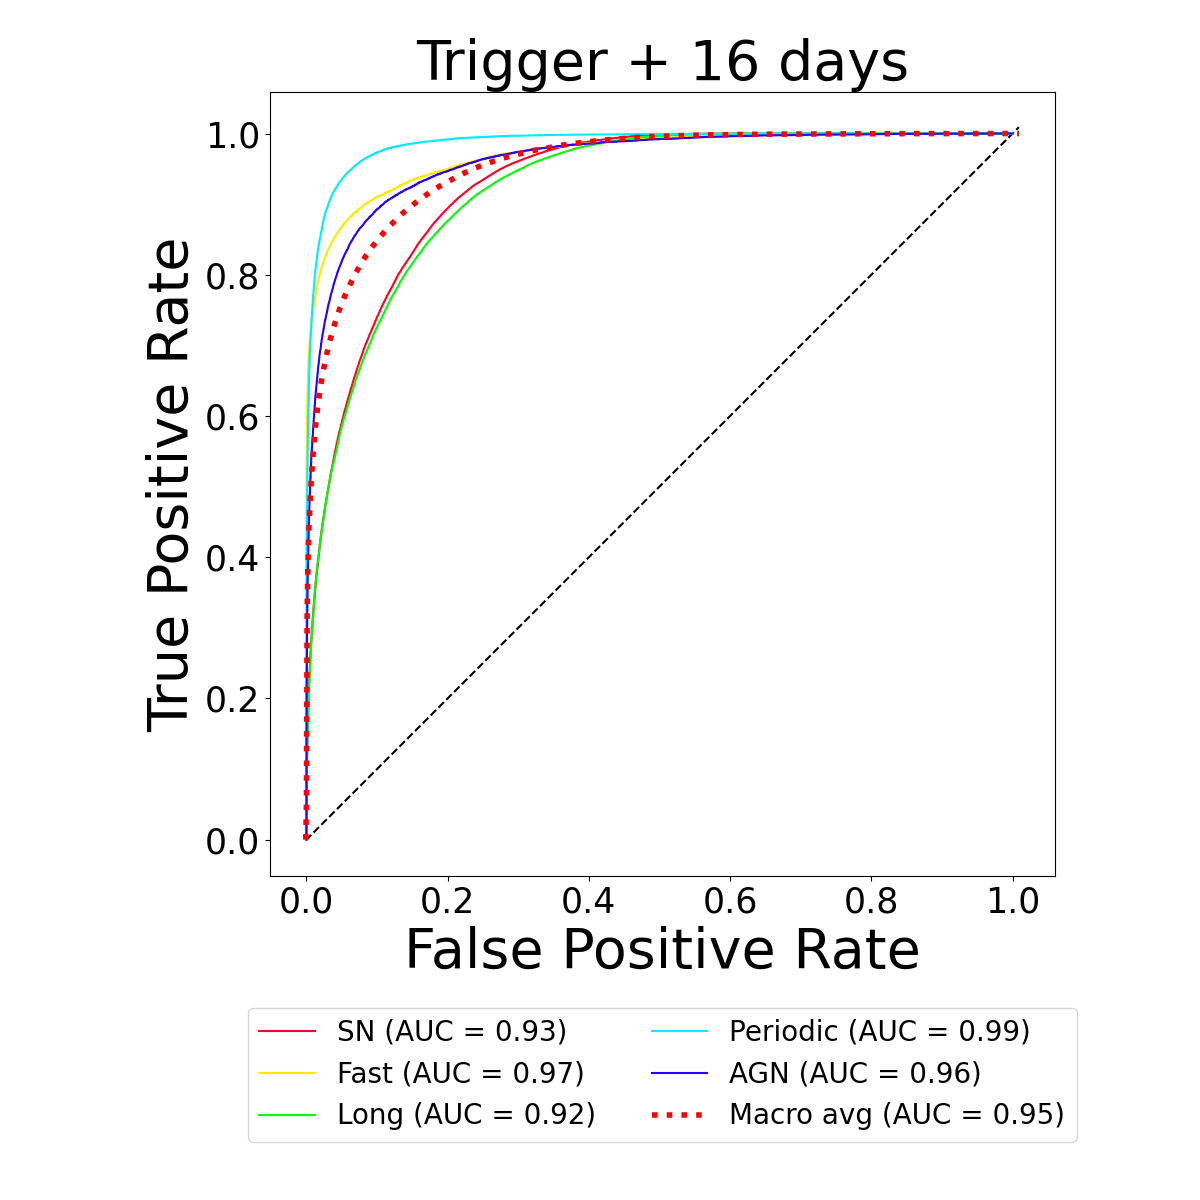 Trigger + 16 days
True Positive Rate
1.0
0.8
0.6
0.4
0.2
0.0
0.0 0.2 0.4 0.6 0.8 1.0
False Positive Rate
SN (AUC = 0.93)
Fast (AUC = 0.97)
Long (AUC = 0.92)
Periodic (AUC = 0.99)
AGN (AUC = 0.96)
Macro avg (AUC = 0.95)